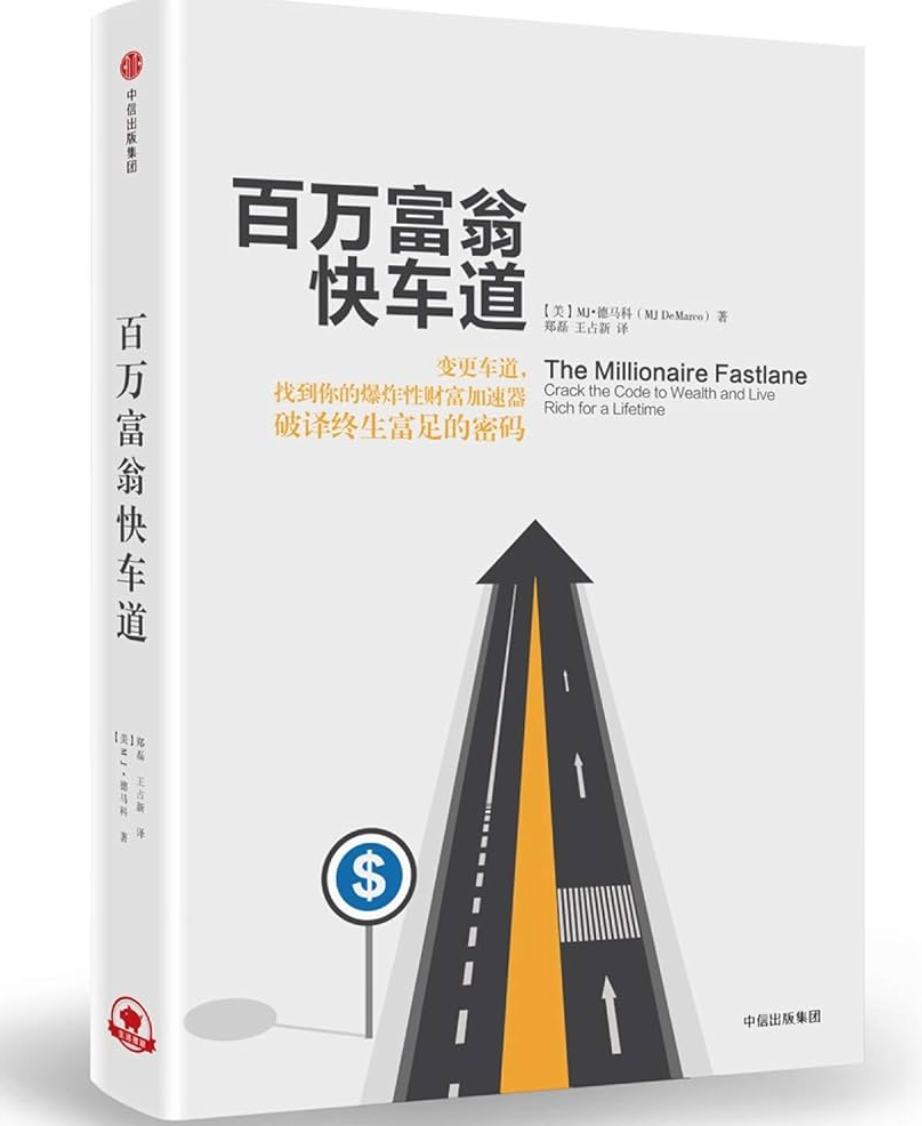 中信出版集团
百万富翁快车道
【美】MJ·德马科 著
郑磊 王占新 译
百万富翁
快车道
【美】MJ·德马科（MJ DeMarco）著
郑磊 王占新 译
变更车道，
找到你的爆炸性财富加速器
破译终生富足的密码
The Millionaire Fastlane
Crack the Code to Wealth and Live
Rich for a Lifetime
$
中信出版集团